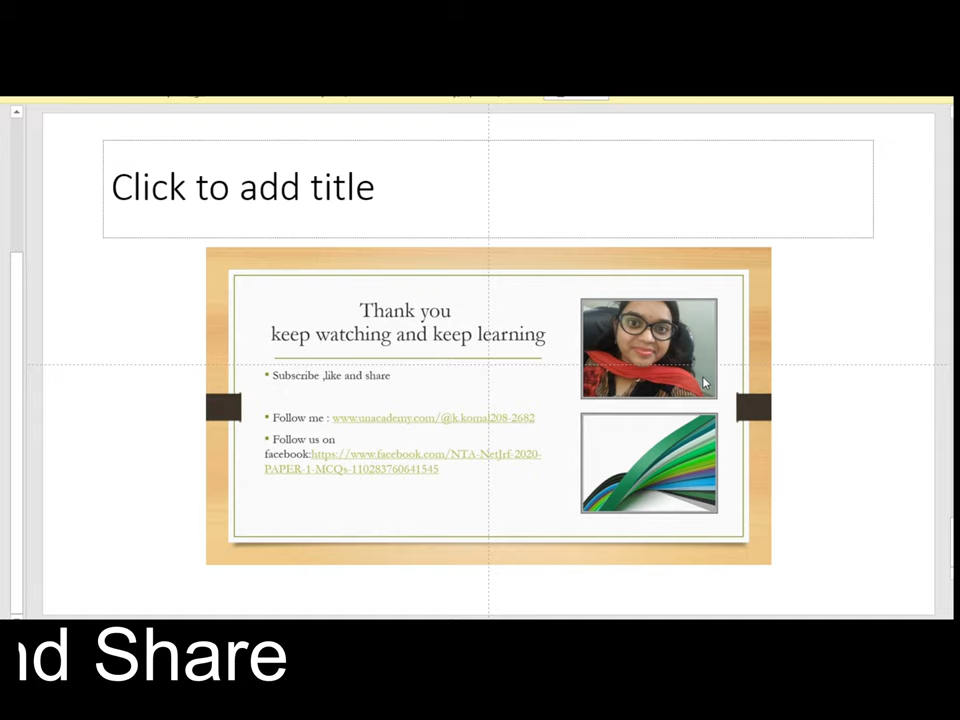 Click to add title
Thank you
keep watching and keep learning
Subscribe ,like and share
Follow me : www.unacademy.com/@k.komal208-2682
Follow us on
facebook:https://www.facebook.com/NTA-NetJrf-2020-
PAPER-1-MCQs-110283760641545
nd Share